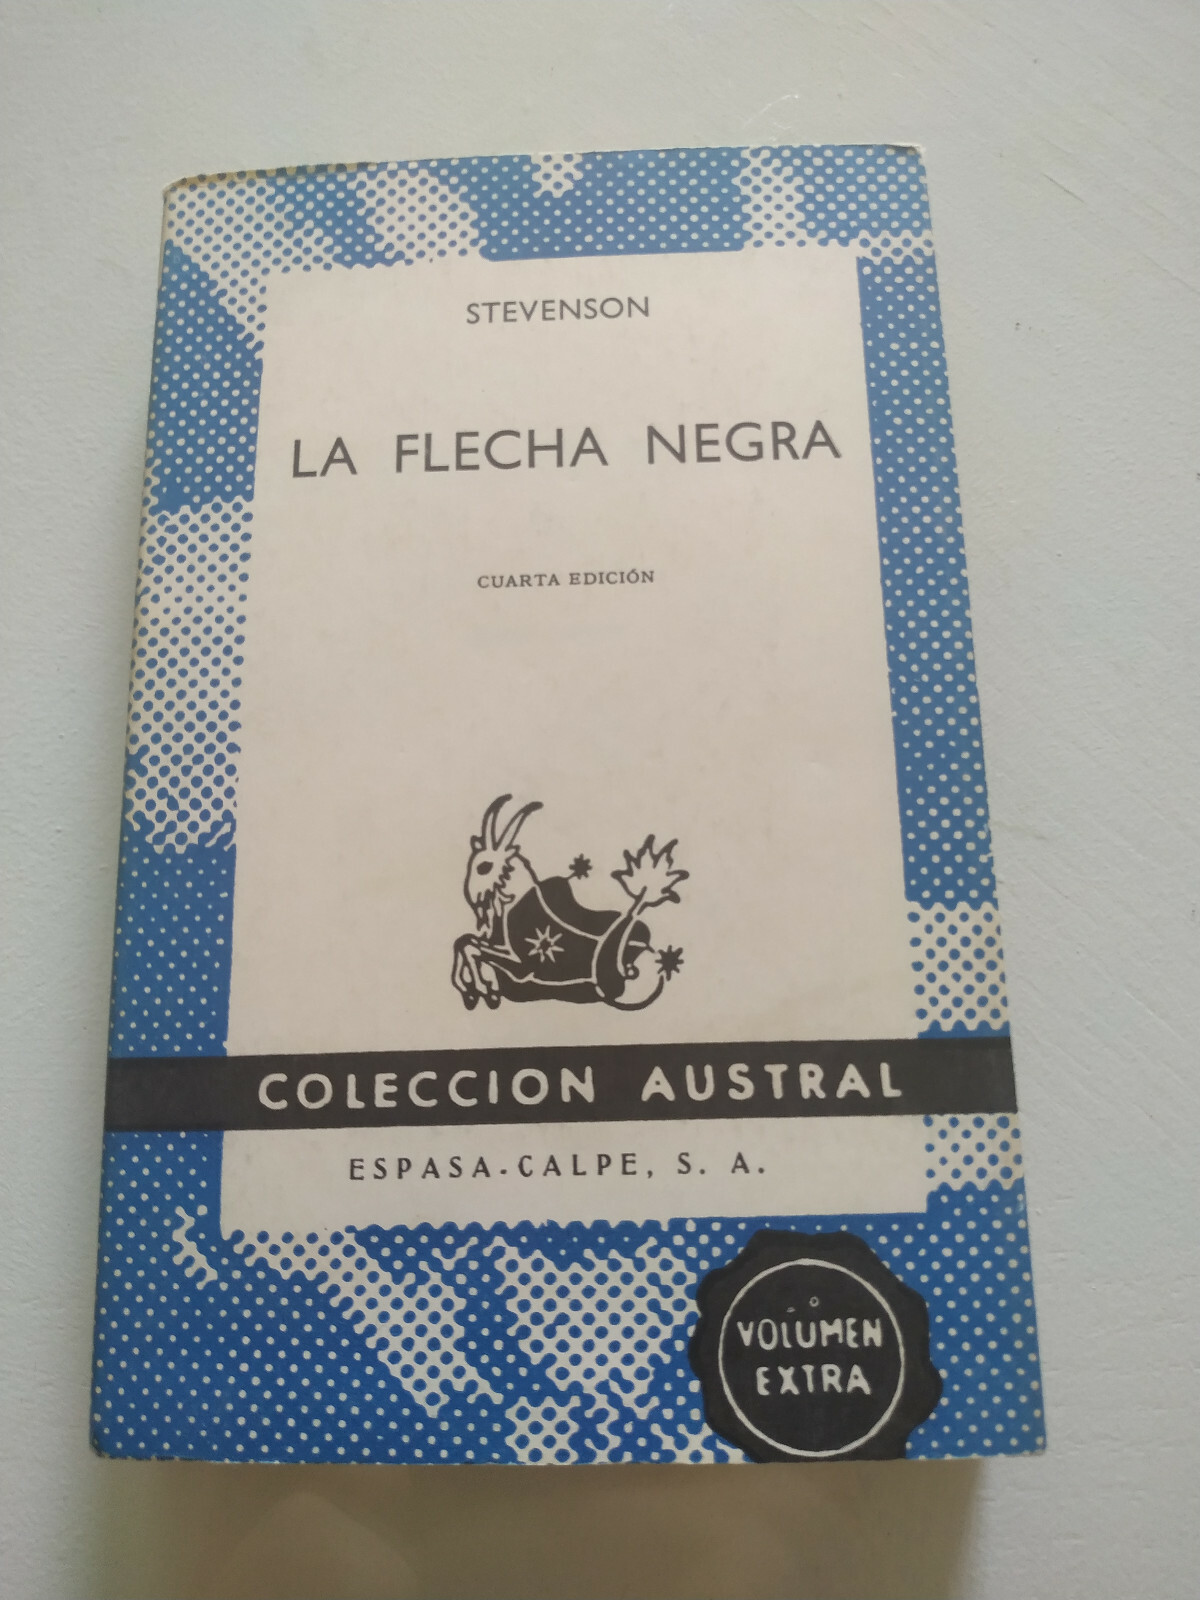 STEVENSON
LA FLECHA NEGRA
CUARTA EDICIÓN
COLECCION AUSTRAL
ESPASA-CALPE, S. A.
VOLUMEN
EXTRA